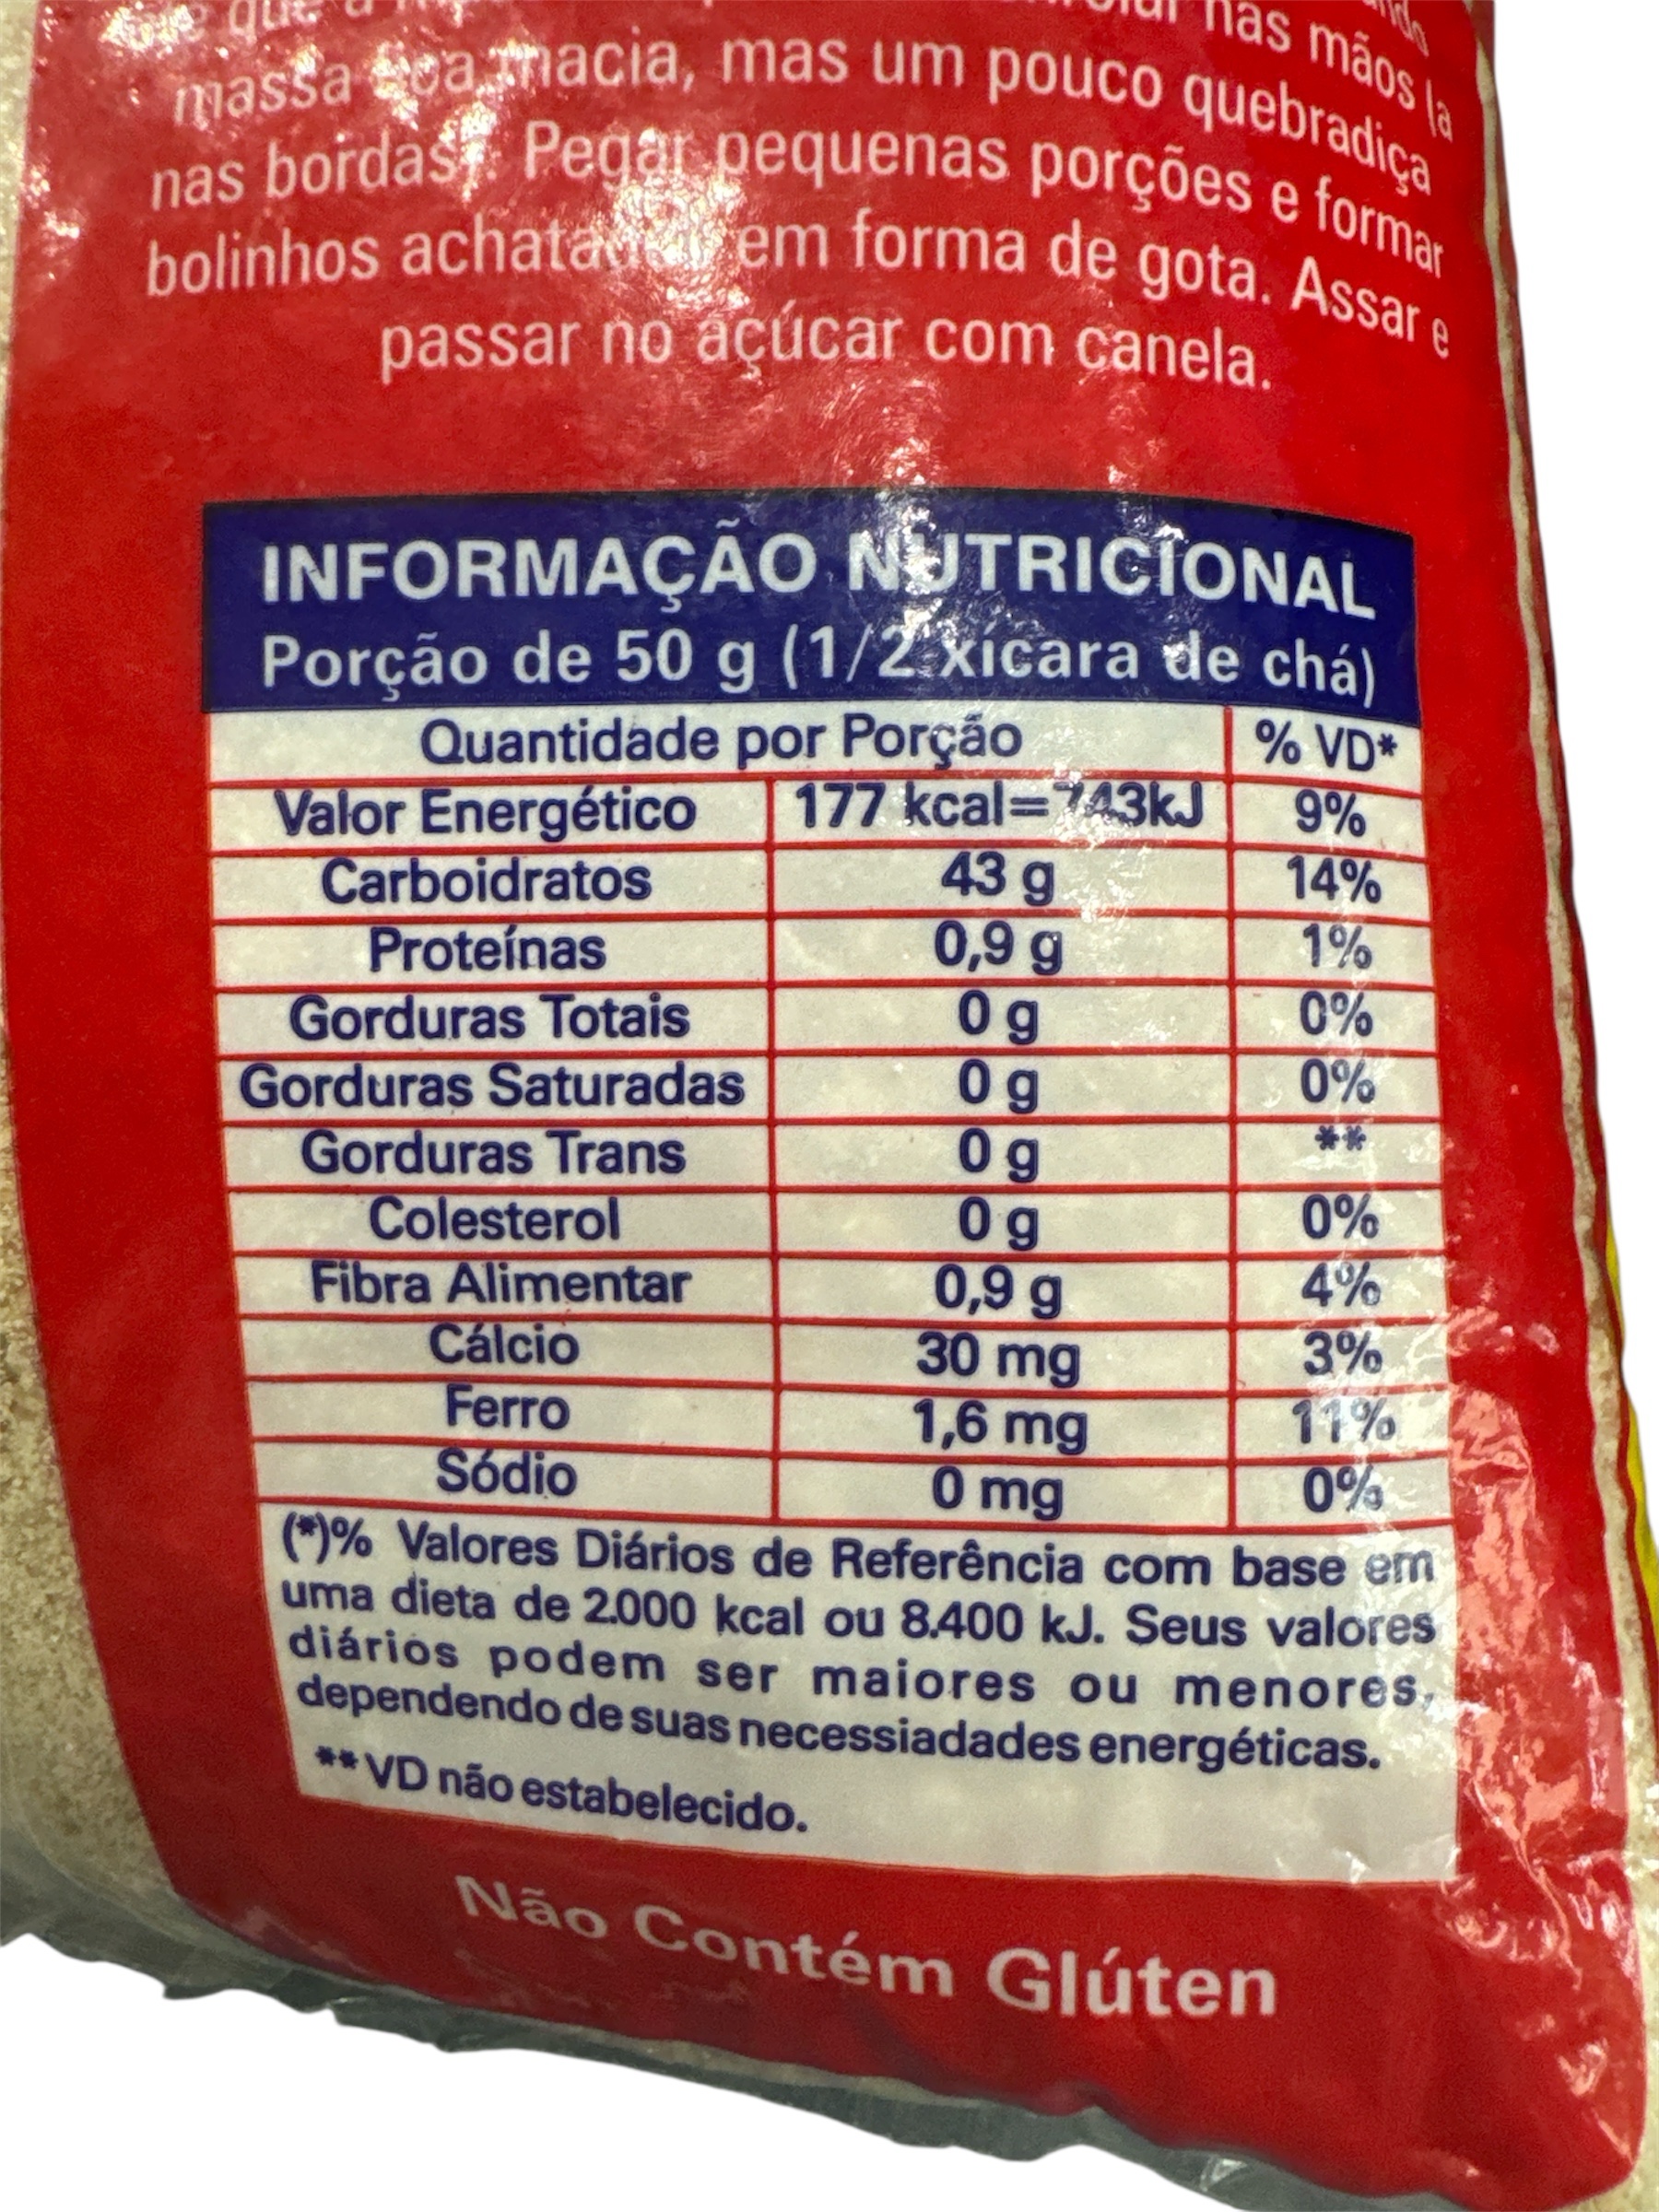 nas mãos
massa macia, mas um pouco quebradiça
nas bordas). Pegar pequenas porções e formar
bolinhos em forma de gota. Assar e
passar no açúcar com canela.
INFORMAÇÃO NUTRICIONAL
Porção de 50 g (1/2 xícara de chá)
Quantidade por Porção % VD*
Valor Energético 177 kcal=743kJ 9%
Carboidratos 43 g 14%
Proteínas 0,9 g 1%
Gorduras Totais 0 g 0%
Gorduras Saturadas 0 g 0%
Gorduras Trans 0 g **
Colesterol 0 g 0%
Fibra Alimentar 0,9 g 4%
Cálcio 30 mg 3%
Ferro 1,6 mg 11%
Sódio 0 mg 0%
(*)% Valores Diários de Referência com base em
uma dieta de 2.000 kcal ou 8.400 kJ. Seus valores
diários podem ser maiores ou menores,
dependendo de suas necessiadades energéticas.
** VD não estabelecido.
Não Contém Glúten